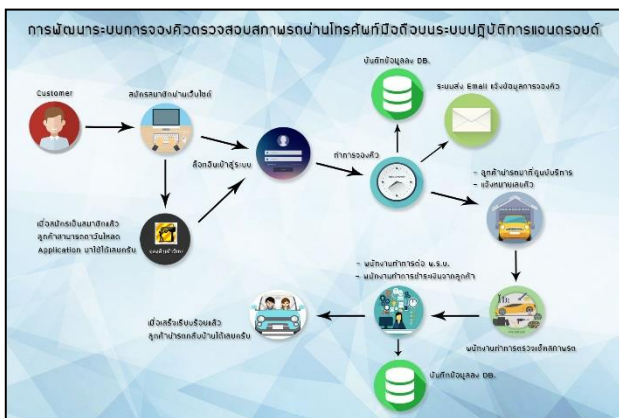 การพัฒนาระบบการจองคิวตรวจสอบสภาพรถผ่านโทรศัพท์มือถือบนระบบปฏิบัติการแอนดรอยด์
Customer
สมัครสมาชิกผ่านเว็บไซต์
บันทึกข้อมูลลง DB.
ระบบส่ง Email แจ้งข้อมูลการจองคิว
ล็อกอินเข้าสู่ระบบ
ทำการจองคิว
- ลูกค้านำรถมาที่ศูนย์บริการ
- แจ้งหมายเลขคิว
เมื่อสมัครเป็นสมาชิกแล้ว
ลูกค้าสามารถดาวน์โหลด
Application มาใช้ได้เลยครับ
- พนักงานทำการต่อ พ.ร.บ.
- พนักงานทำการชำระเงินจากลูกค้า
เมื่อเสร็จเรียบร้อยแล้ว
ลูกค้านำรถกลับบ้านได้เลยครับ
พนักงานทำการตรวจเช็คสภาพรถ
บันทึกข้อมูลลง DB.